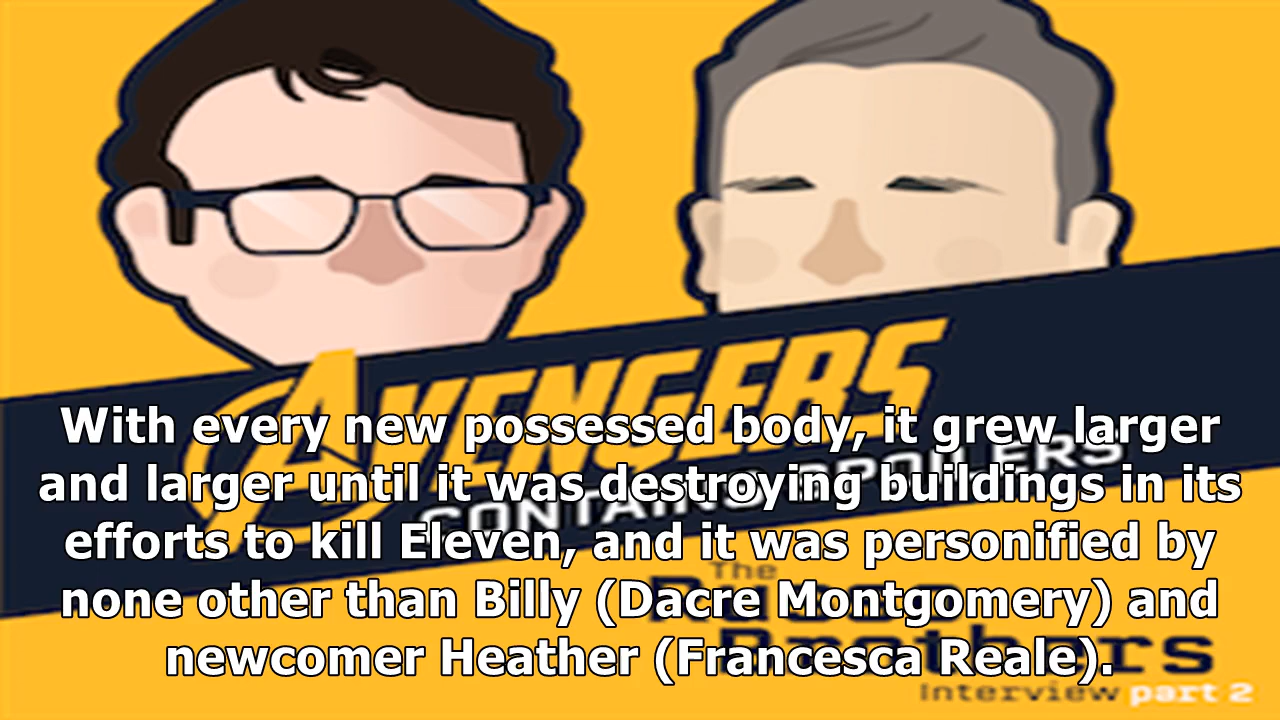 AVENGERS
CONTAINS SPOILERS
With every new possessed body, it grew larger
and larger until it was destroying buildings in its
efforts to kill Eleven, and it was personified by
none other than Billy (Dacre Montgomery) and
newcomer Heather (Francesca Reale).
The
Russo
Brothers
Interview part 2